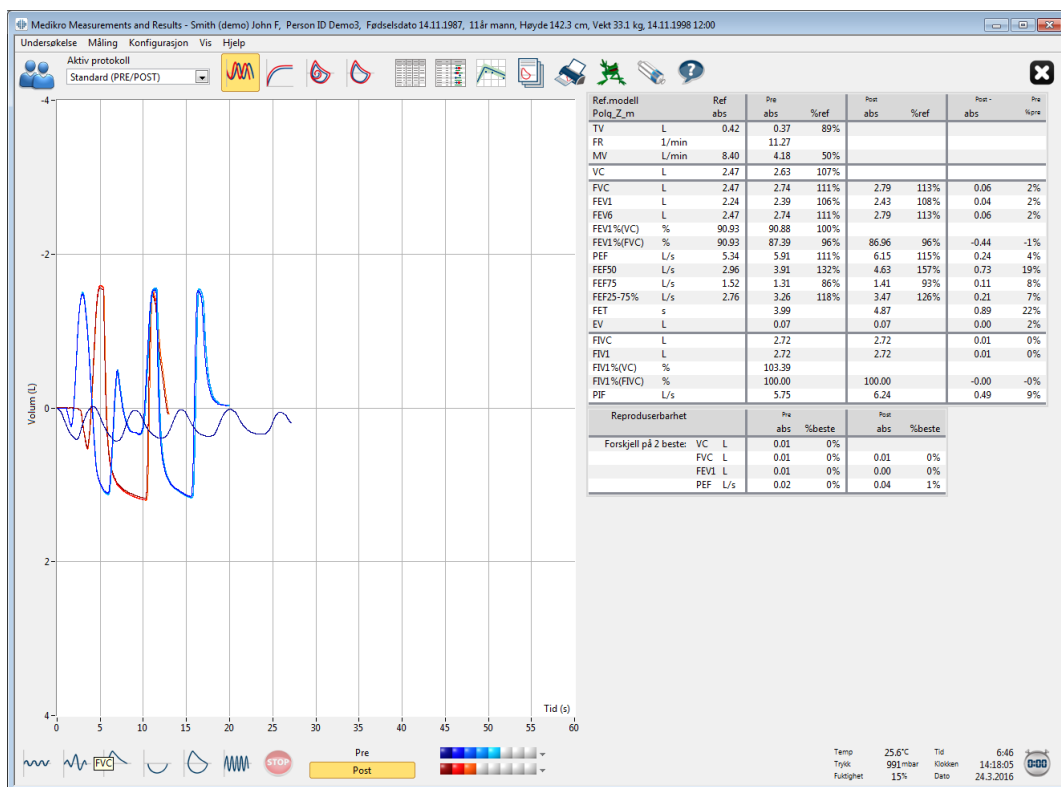 Medikro Measurements and Results - Smith (demo) John F, Person ID Demo3, Fødselsdato 14.11.1987, 11år mann, Høyde 142.3 cm, Vekt 33.1 kg, 14.11.1998 12:00
Undersøkelse Måling Konfigurasjon Vis Hjelp
Aktiv protokoll
Standard (PRE/POST)
Ref.modell Ref Pre Post Post - Pre
Polg_Z_m abs abs %ref abs %ref abs %pre
TV L 0.42 0.37 89%
FR 1/min 11.27
MV L/min 8.40 4.18 50%
VC L 2.47 2.63 107%
FVC L 2.47 2.74 111% 2.79 113% 0.06 2%
FEV1 L 2.24 2.39 106% 2.43 108% 0.04 2%
FEV6 L 2.47 2.74 111% 2.79 113% 0.06 2%
FEV1%(VC) % 90.93 90.88 100%
FEV1%(FVC) % 90.93 87.39 96% 86.96 96% -0.44 -1%
PEF L/s 5.34 5.91 111% 6.15 115% 0.24 4%
FEF50 L/s 2.96 3.91 132% 4.63 157% 0.73 19%
FEF75 L/s 1.52 1.31 86% 1.41 93% 0.11 8%
FEF25-75% L/s 2.76 3.26 118% 3.47 126% 0.21 7%
FET s 3.99 4.87 0.89 22%
EV L 0.07 0.07 0.00 2%
FIVC L 2.72 2.72 0.01 0%
FIV1 L 2.72 2.72 0.01 0%
FIV1%(VC) % 103.39
FIV1%(FIVC) % 100.00 100.00 -0.00 -0%
PIF L/s 5.75 6.24 0.49 9%
Reproduserbarhet Pre Post
abs %beste abs %beste
Forskjell på 2 beste: VC L 0.01 0%
FVC L 0.01 0% 0.01 0%
FEV1 L 0.01 0% 0.00 0%
PEF L/s 0.02 0% 0.04 1%
-4
-2
0
2
4
Volum (L)
Tid (s)
0 5 10 15 20 25 30 35 40 45 50 55 60
FVC
STOP
Pre
Post
Temp 25.6°C Tid 6:46
Trykk 991 mbar Klokken 14:18:05
Fuktighet 15% Dato 24.3.2016
0:00